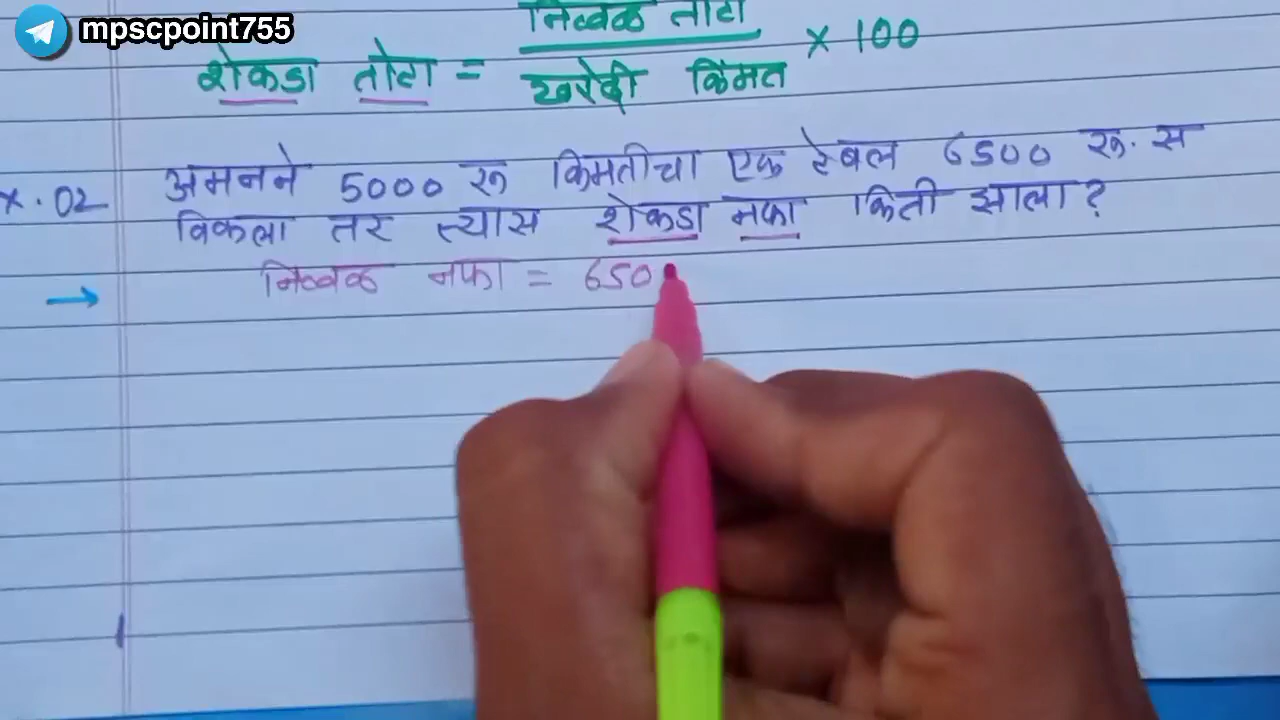 mpscpoint755
निव्वळ तोटा
शेकडा तोटा = ───── × 100
खरेदी किंमत
x.02 अमनने 5000 रू किमतीचा एक टेबल 6500 रू. स
विकला तर त्यास शेकडा नफा किती झाला?
→ निव्वळ नफा = 650